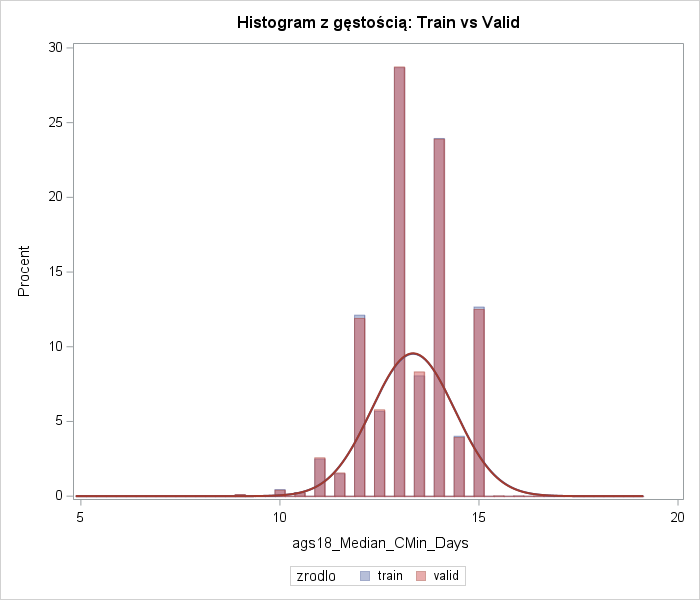 Histogram z gęstością: Train vs Valid
30
25
20
15
10
5
0
Procent
5 10 15 20
ags18_Median_CMin_Days
zrodlo train valid